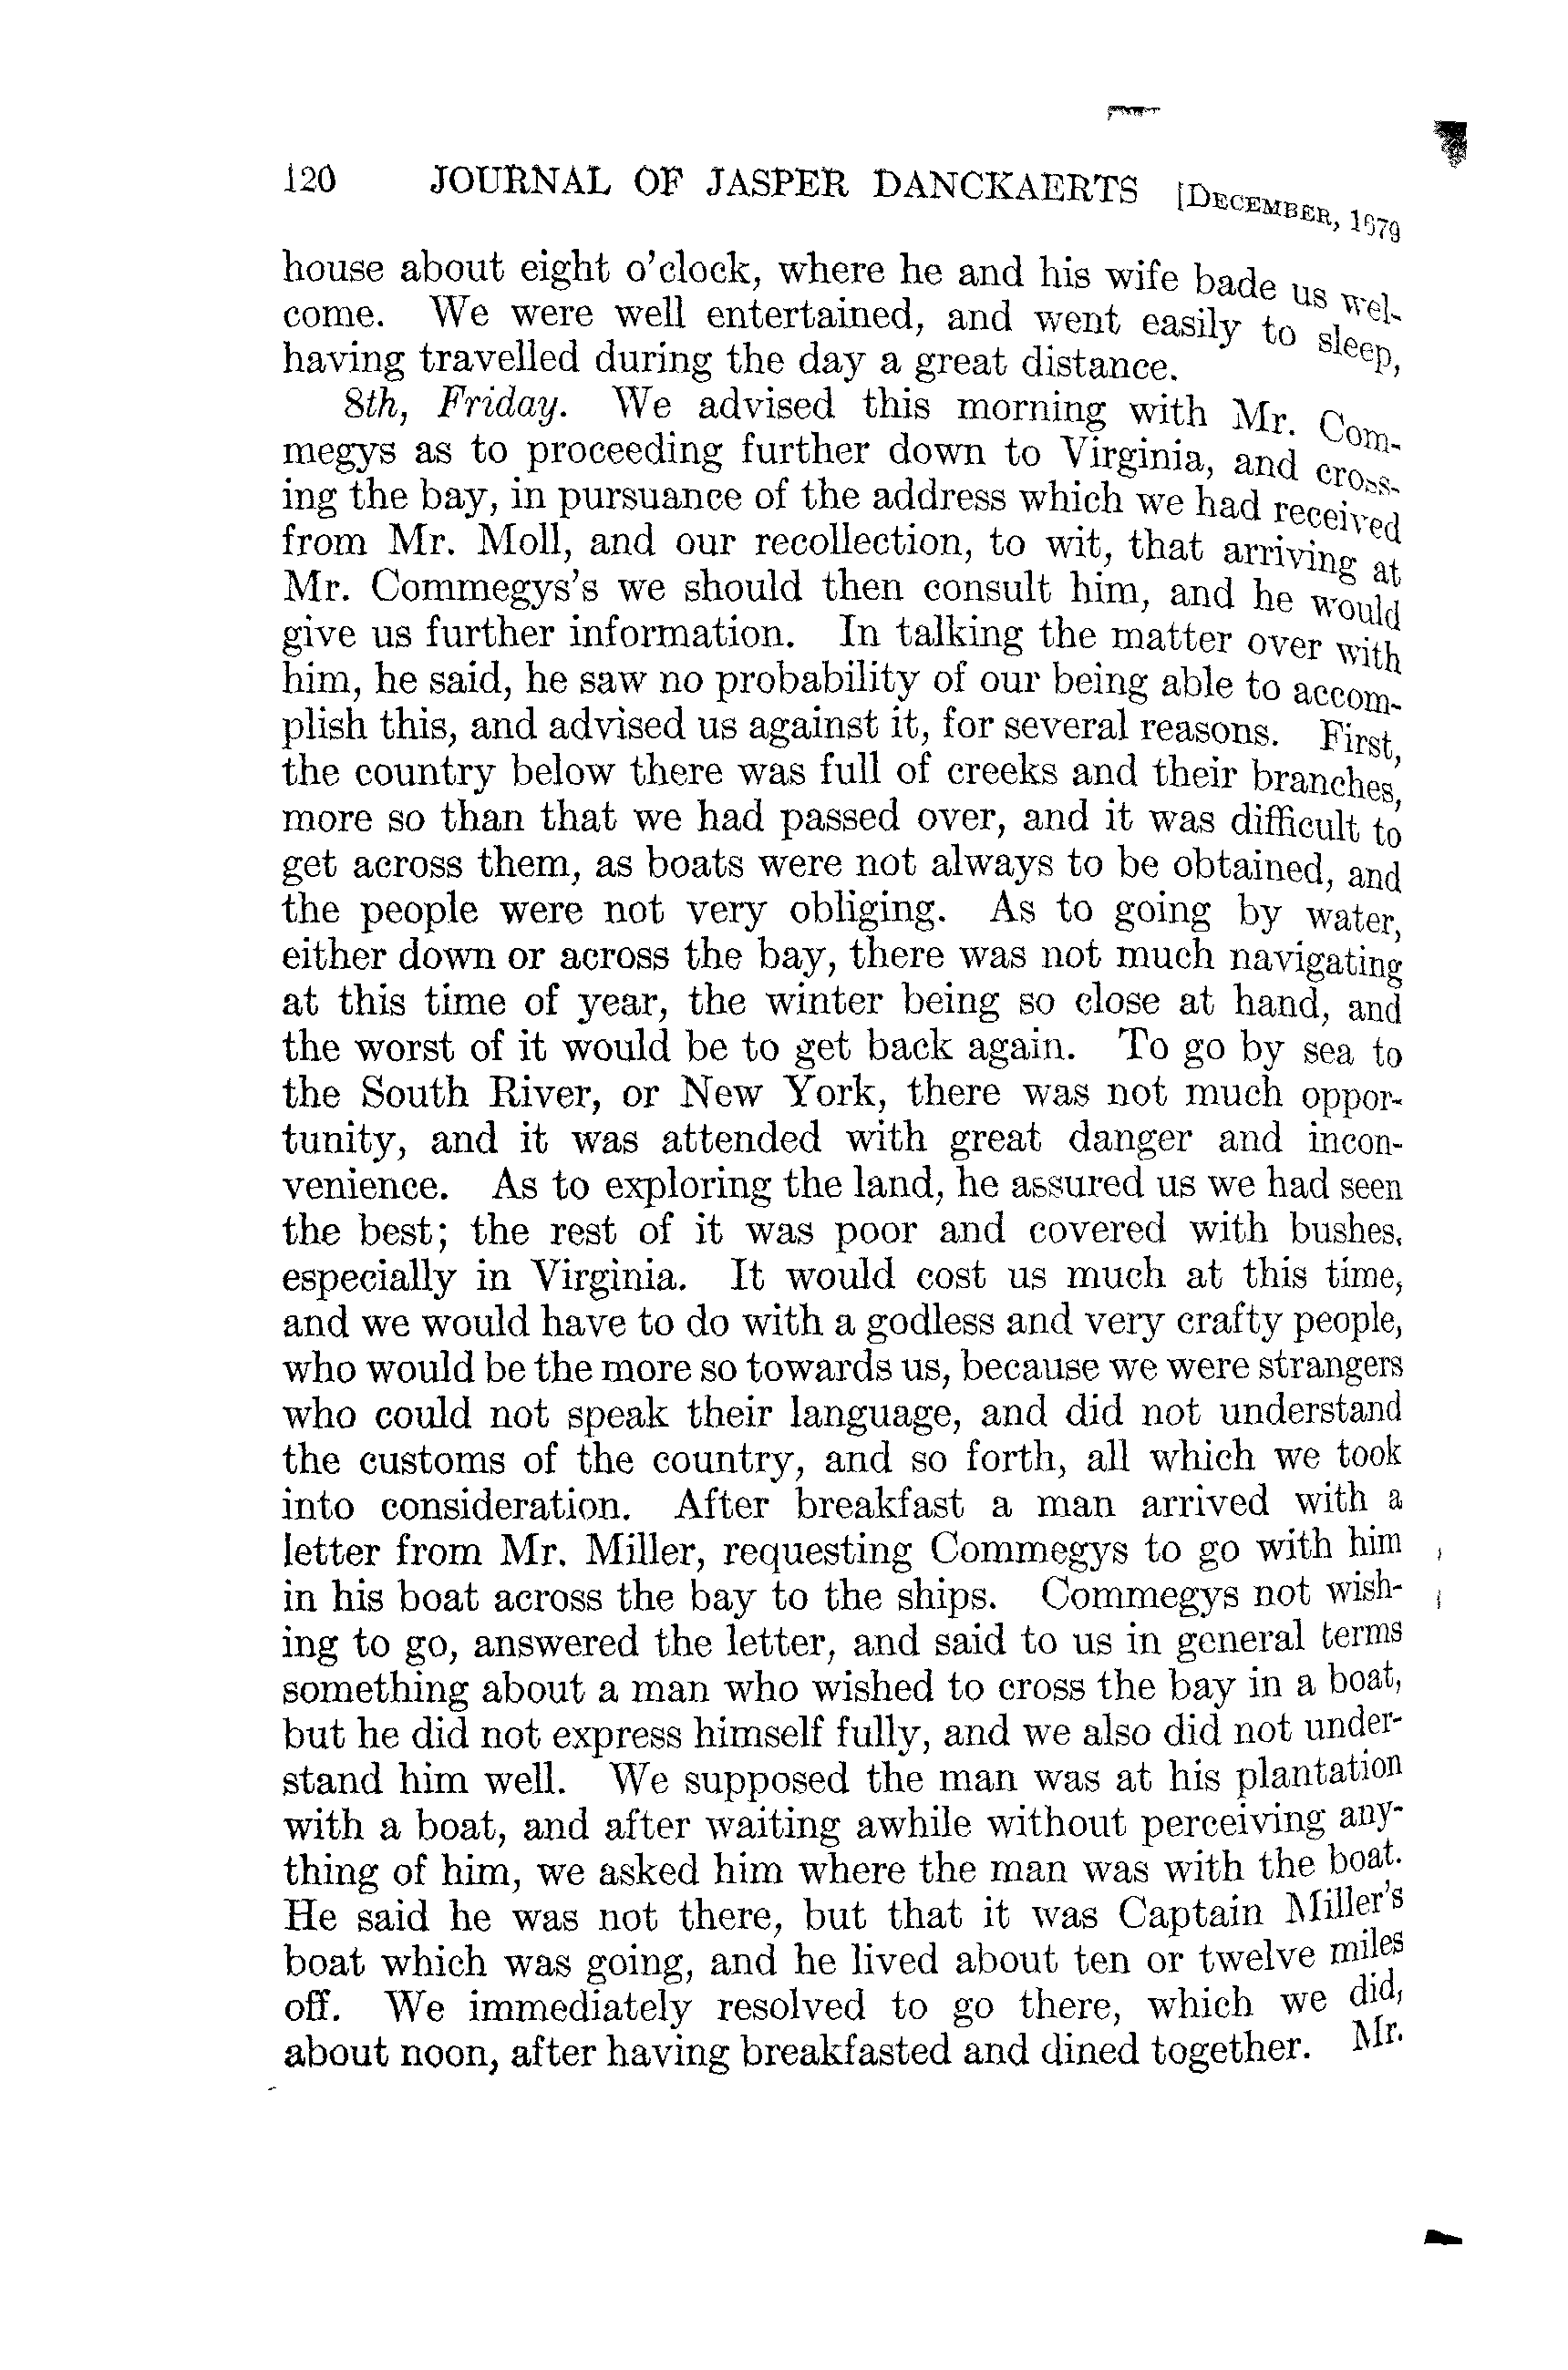 120 JOURNAL OF JASPER DANCKAERTS [DECEMBER, 1679
house about eight o'clock, where he and his wife bade us wel-
come. We were well entertained, and went easily to sleep,
having travelled during the day a great distance.
8th, Friday. We advised this morning with Mr. Com-
megys as to proceeding further down to Virginia, and cross-
ing the bay, in pursuance of the address which we had received
from Mr. Moll, and our recollection, to wit, that arriving at
Mr. Commegys's we should then consult him, and he would
give us further information. In talking the matter over with
him, he said, he saw no probability of our being able to accom-
plish this, and advised us against it, for several reasons. First,
the country below there was full of creeks and their branches,
more so than that we had passed over, and it was difficult to
get across them, as boats were not always to be obtained, and
the people were not very obliging. As to going by water,
either down or across the bay, there was not much navigating
at this time of year, the winter being so close at hand, and
the worst of it would be to get back again. To go by sea to
the South River, or New York, there was not much oppor-
tunity, and it was attended with great danger and incon-
venience. As to exploring the land, he assured us we had seen
the best; the rest of it was poor and covered with bushes,
especially in Virginia. It would cost us much at this time,
and we would have to do with a godless and very crafty people,
who would be the more so towards us, because we were strangers
who could not speak their language, and did not understand
the customs of the country, and so forth, all which we took
into consideration. After breakfast a man arrived with a
letter from Mr. Miller, requesting Commegys to go with him
in his boat across the bay to the ships. Commegys not wish-
ing to go, answered the letter, and said to us in general terms
something about a man who wished to cross the bay in a boat,
but he did not express himself fully, and we also did not under-
stand him well. We supposed the man was at his plantation
with a boat, and after waiting awhile without perceiving any-
thing of him, we asked him where the man was with the boat.
He said he was not there, but that it was Captain Miller's
boat which was going, and he lived about ten or twelve miles
off. We immediately resolved to go there, which we did,
about noon, after having breakfasted and dined together. Mr.